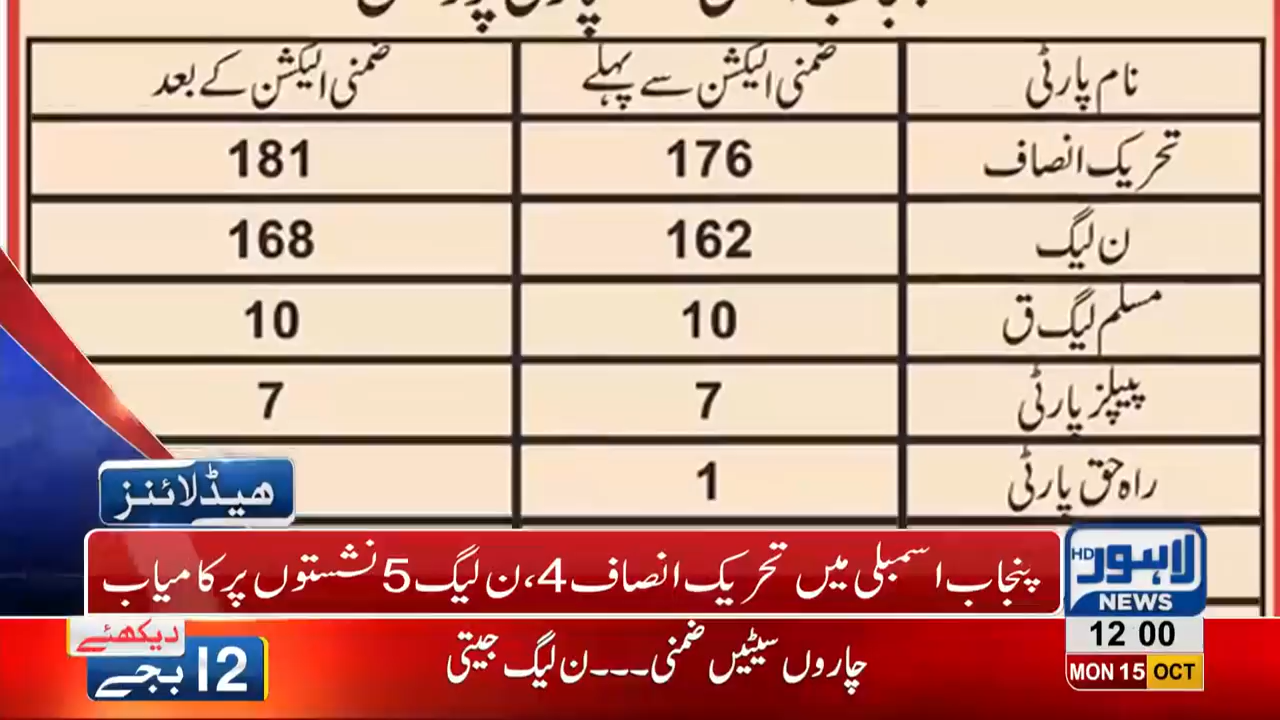 نام پارٹی ضمنی الیکشن سے پہلے ضمنی الیکشن کے بعد
تحریک انصاف 176 181
ن لیگ 162 168
مسلم لیگ ق 10 10
پیپلز پارٹی 7 7
راہ حق پارٹی 1
ھیڈلائنز
پنجاب اسمبلی میں تحریک انصاف 4، ن لیگ 5 نشستوں پر کامیاب
لاہور HD
NEWS
12 00
MON 15 OCT
چاروں سیٹیں ضمنی۔۔۔ن لیگ جیتی
دیکھئے
12 بجے